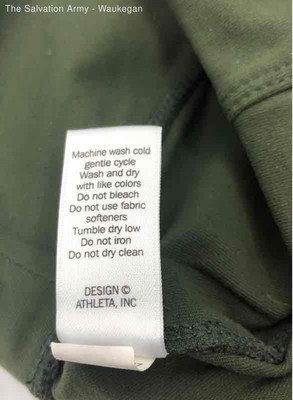 The Salvation Army - Waukegan
Machine wash cold
gentle cycle
Wash and dry
with like colors
Do not bleach
Do not use fabric
softeners
Tumble dry low
Do not iron
Do not dry clean
DESIGN ©
ATHLETA, INC